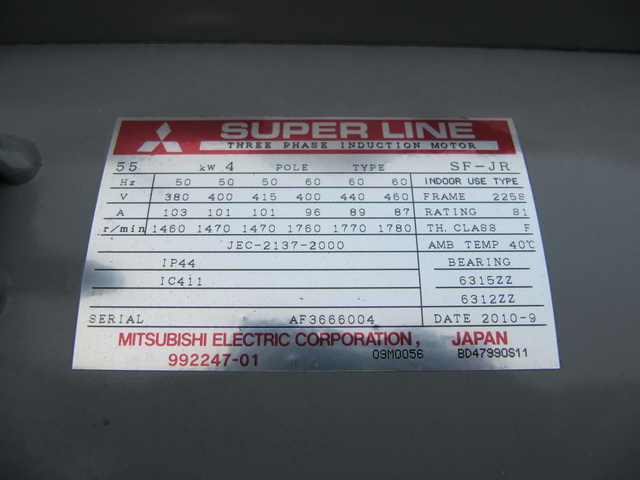 SUPER LINE
THREE PHASE INDUCTION MOTOR
55 kW 4 POLE TYPE SF-JR
Hz 50 50 50 60 60 60 INDOOR USE TYPE
V 380 400 415 400 440 460 FRAME 225S
A 103 101 101 96 89 87 RATING S1
r/min 1460 1470 1470 1760 1770 1780 TH. CLASS F
JEC-2137-2000 AMB TEMP 40℃
IP44 BEARING
IC411 6315ZZ
6312ZZ
SERIAL AF3666004 DATE 2010-9
MITSUBISHI ELECTRIC CORPORATION, JAPAN
992247-01 09M0056 BD47990S11